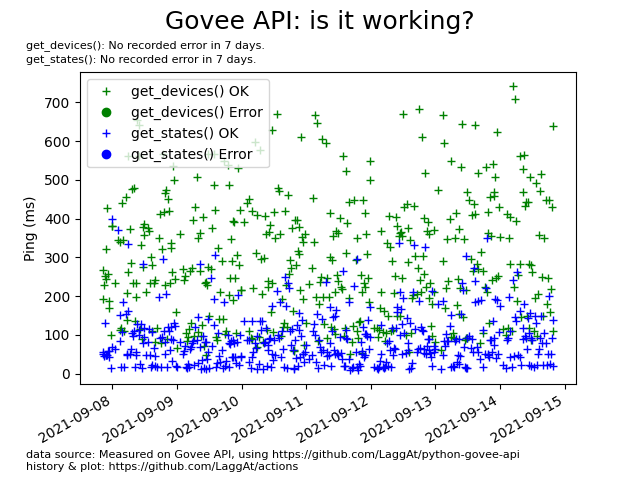 Govee API: is it working?
get_devices(): No recorded error in 7 days.
get_states(): No recorded error in 7 days.
get_devices() OK
get_devices() Error
get_states() OK
get_states() Error
Ping (ms)
700
600
500
400
300
200
100
0
2021-09-08
2021-09-09
2021-09-10
2021-09-11
2021-09-12
2021-09-13
2021-09-14
2021-09-15
data source: Measured on Govee API, using https://github.com/LaggAt/python-govee-api
history & plot: https://github.com/LaggAt/actions